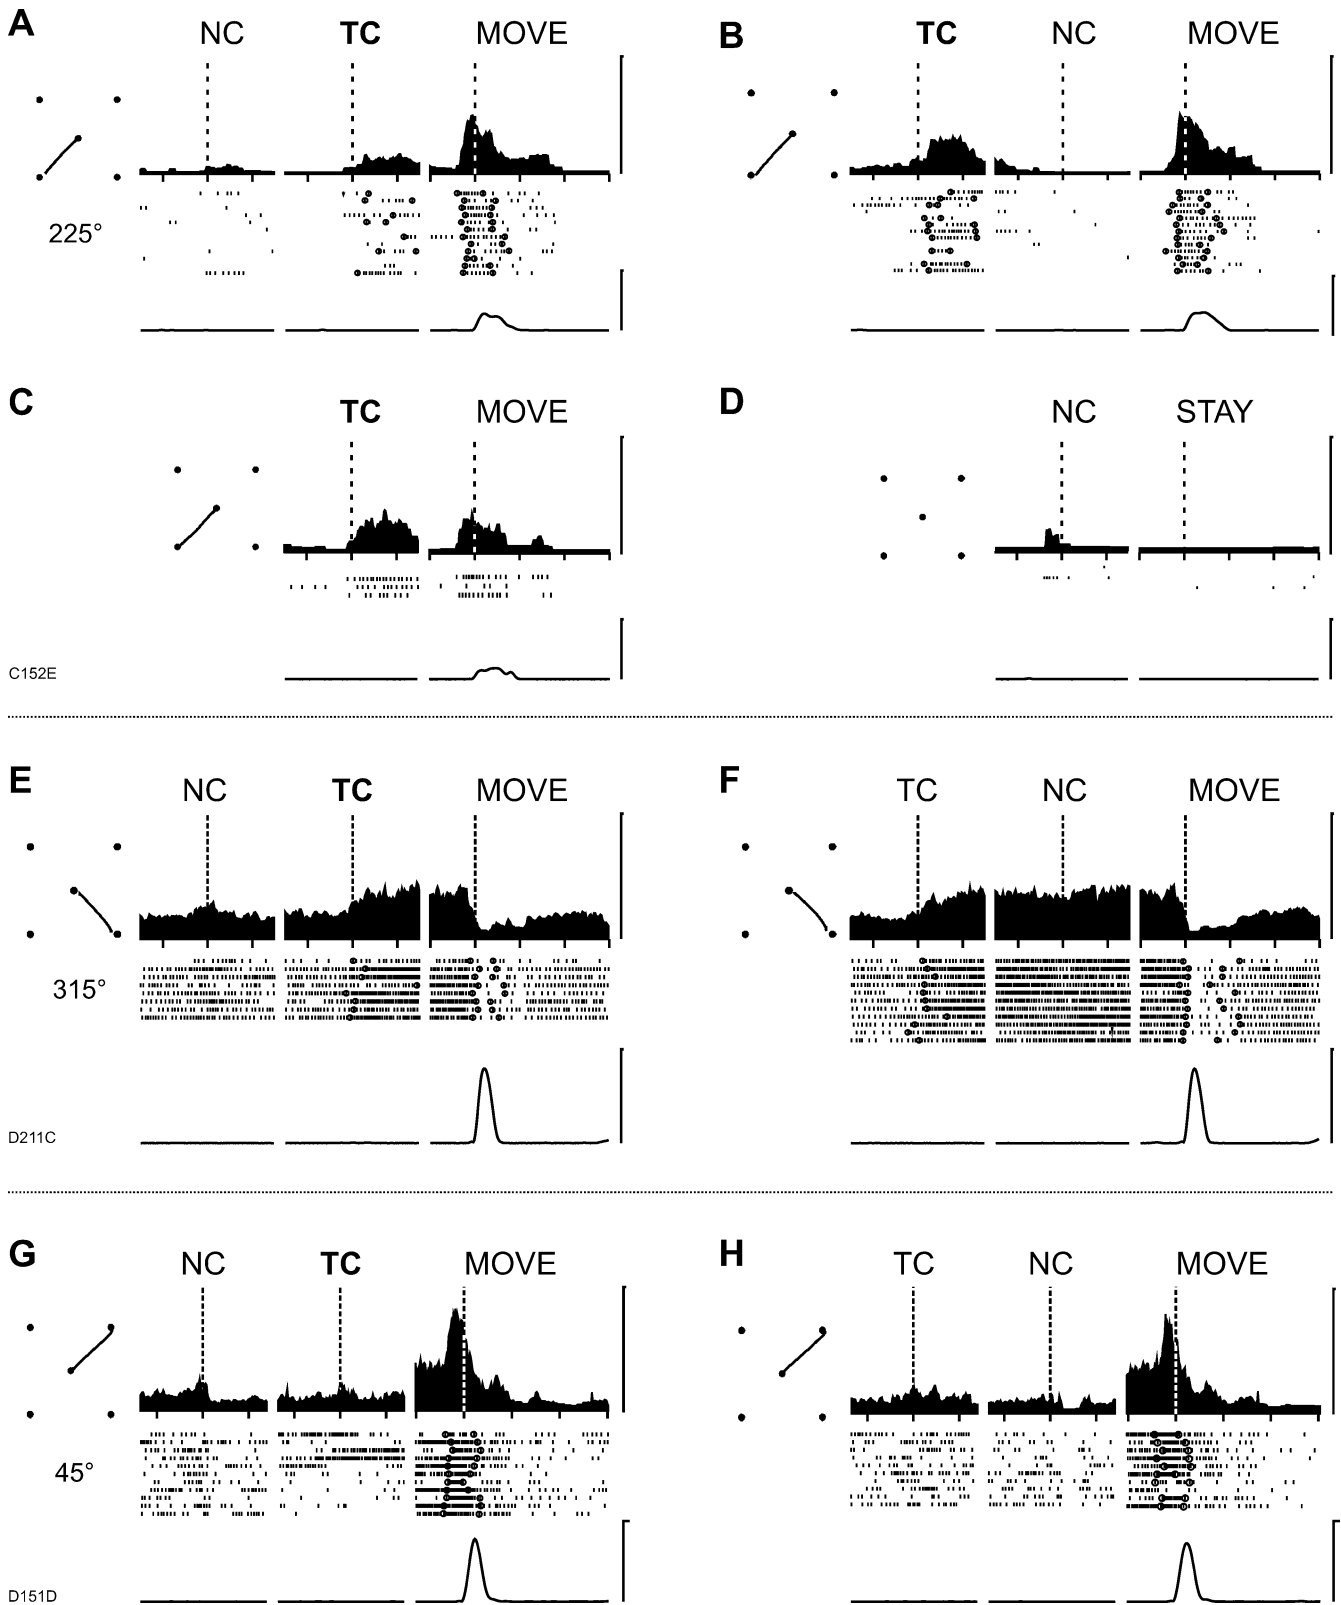 A NC TC MOVE
B TC NC MOVE
225°
C TC MOVE
D NC STAY
C152E
E NC TC MOVE
F TC NC MOVE
315°
D211C
G NC TC MOVE
H TC NC MOVE
45°
D151D